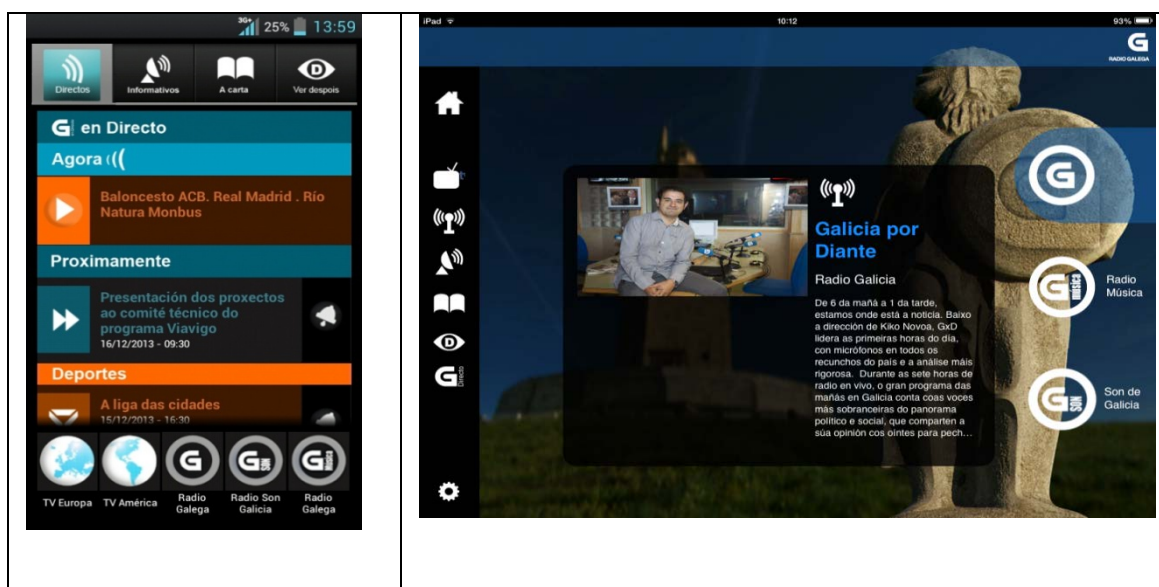 3G+ 25% 13:59
Directos
Informativos
A carta
Ver despois
G en Directo
Agora
Baloncesto ACB. Real Madrid . Río
Natura Monbus
Proximamente
Presentación dos proxectos
ao comité técnico do
programa Viavigo
16/12/2013 - 09:30
Deportes
A liga das cidades
15/12/2013 - 16:30
G
G SON
G música
TV Europa
TV América
Radio
Galega
Radio Son
Galicia
Radio
Galega
iPad 10:12 93%
G
RADIO GALEGA
D
G Directo
Galicia por
Diante
Radio Galicia
De 6 da mañá a 1 da tarde,
estamos onde está a noticia. Baixo
a dirección de Kiko Novoa, GxD
lidera as primeiras horas do día,
con micrófonos en todos os
recunchos do país e a análise máis
rigorosa. Durante as sete horas de
radio en vivo, o gran programa das
mañás en Galicia conta coas voces
más sobranceiras do panorama
político e social, que comparten a
súa opinión cos oíntes para pech...
G
G música
Radio
Música
G SON
Son de
Galicia